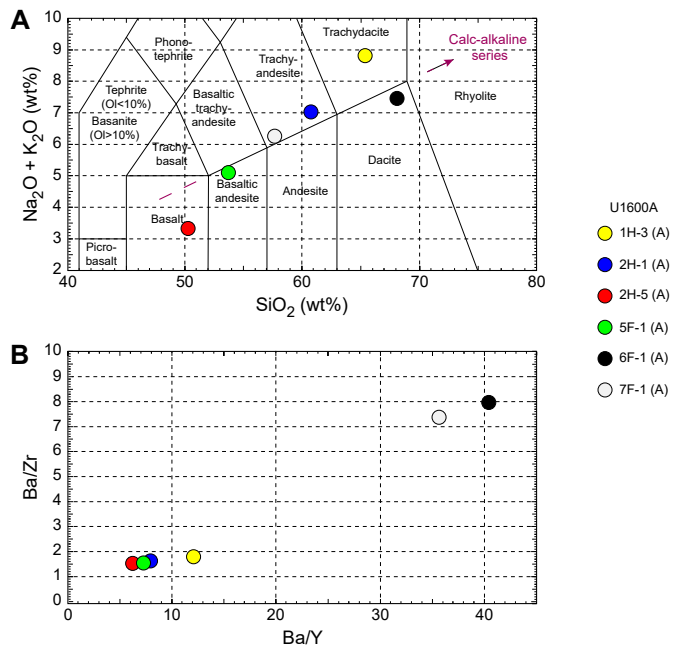 A
Na2O + K2O (wt%)
10
9
8
7
6
5
4
3
2
40
50
60
70
80
SiO2 (wt%)
Phono-
tephrite
Trachydacite
Trachy-
andesite
Calc-alkaline
series
Tephrite
(Ol<10%)
Basanite
(Ol>10%)
Basaltic
trachy-
andesite
Rhyolite
Trachy-
basalt
Dacite
Basaltic
andesite
Andesite
Basalt
Picro-
basalt
U1600A
1H-3 (A)
2H-1 (A)
2H-5 (A)
5F-1 (A)
6F-1 (A)
7F-1 (A)
B
Ba/Zr
10
9
8
7
6
5
4
3
2
1
0
0
10
20
30
40
Ba/Y